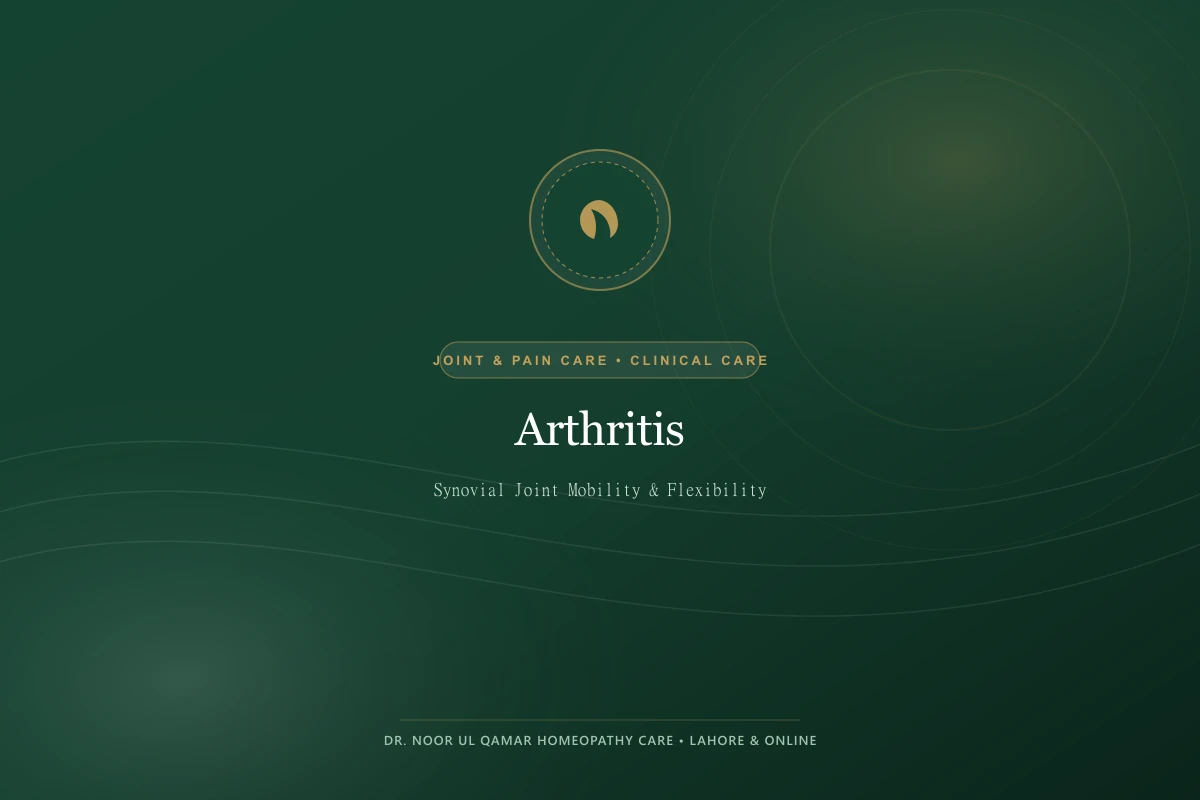 JOINT & PAIN CARE • CLINICAL CARE
Arthritis
Synovial Joint Mobility & Flexibility
DR. NOOR UL QAMAR HOMEOPATHY CARE • LAHORE & ONLINE